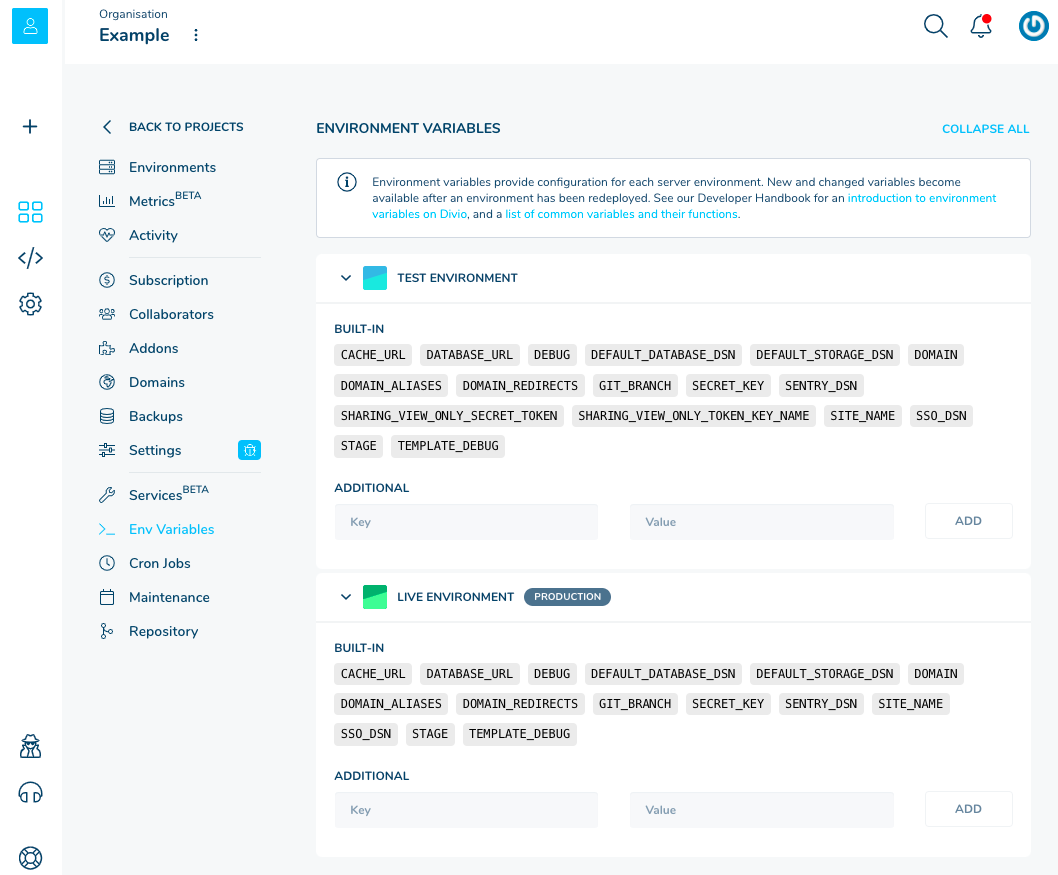 Organisation
Example
BACK TO PROJECTS
Environments
Metrics BETA
Activity
Subscription
Collaborators
Addons
Domains
Backups
Settings
Services BETA
Env Variables
Cron Jobs
Maintenance
Repository
ENVIRONMENT VARIABLES
COLLAPSE ALL
Environment variables provide configuration for each server environment. New and changed variables become
available after an environment has been redeployed. See our Developer Handbook for an introduction to environment
variables on Divio, and a list of common variables and their functions.
TEST ENVIRONMENT
BUILT-IN
CACHE_URL DATABASE_URL DEBUG DEFAULT_DATABASE_DSN DEFAULT_STORAGE_DSN DOMAIN
DOMAIN_ALIASES DOMAIN_REDIRECTS GIT_BRANCH SECRET_KEY SENTRY_DSN
SHARING_VIEW_ONLY_SECRET_TOKEN SHARING_VIEW_ONLY_TOKEN_KEY_NAME SITE_NAME SSO_DSN
STAGE TEMPLATE_DEBUG
ADDITIONAL
Key Value ADD
LIVE ENVIRONMENT PRODUCTION
BUILT-IN
CACHE_URL DATABASE_URL DEBUG DEFAULT_DATABASE_DSN DEFAULT_STORAGE_DSN DOMAIN
DOMAIN_ALIASES DOMAIN_REDIRECTS GIT_BRANCH SECRET_KEY SENTRY_DSN SITE_NAME
SSO_DSN STAGE TEMPLATE_DEBUG
ADDITIONAL
Key Value ADD